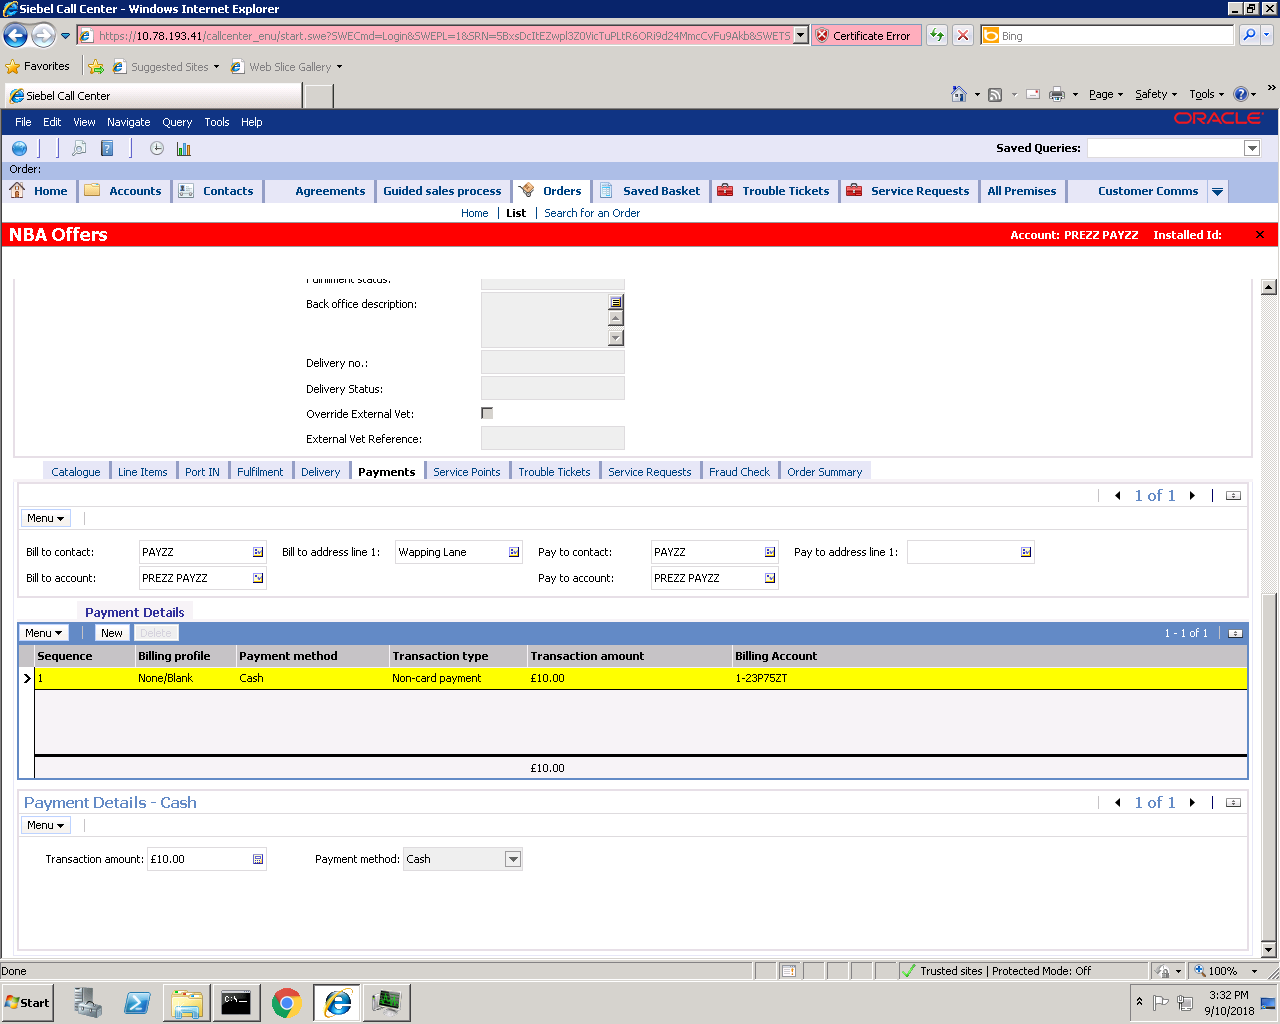 Siebel Call Center - Windows Internet Explorer
https://10.78.193.41/callcenter_enu/start.swe?SWECmd=Login&SWEPL=1&SRN=
Certificate Error
Bing
Favorites
Suggested Sites
Web Slice Gallery
Siebel Call Center
Page
Safety
Tools
»
File Edit View Navigate Query Tools Help
ORACLE
Saved Queries:
Order:
Home
Accounts
Contacts
Agreements
Guided sales process
Orders
Saved Basket
Trouble Tickets
Service Requests
All Premises
Customer Comms
Home | List | Search for an Order
NBA Offers
Account: PREZZ PAYZZ Installed Id:
Fulfilment status:
Back office description:
Delivery no.:
Delivery Status:
Override External Vet:
External Vet Reference:
Catalogue
Line Items
Port IN
Fulfilment
Delivery
Payments
Service Points
Trouble Tickets
Service Requests
Fraud Check
Order Summary
1 of 1
Menu
Bill to contact: PAYZZ Bill to address line 1: Wapping Lane Pay to contact: PAYZZ Pay to address line 1:
Bill to account: PREZZ PAYZZ Pay to account: PREZZ PAYZZ
Payment Details
Menu New Delete 1 - 1 of 1
Sequence Billing profile Payment method Transaction type Transaction amount Billing Account
1 None/Blank Cash Non-card payment £10.00 1-23P75ZT
£10.00
Payment Details - Cash
1 of 1
Menu
Transaction amount: £10.00 Payment method: Cash
Done
Trusted sites | Protected Mode: Off
100%
Start
3:32 PM
9/10/2018